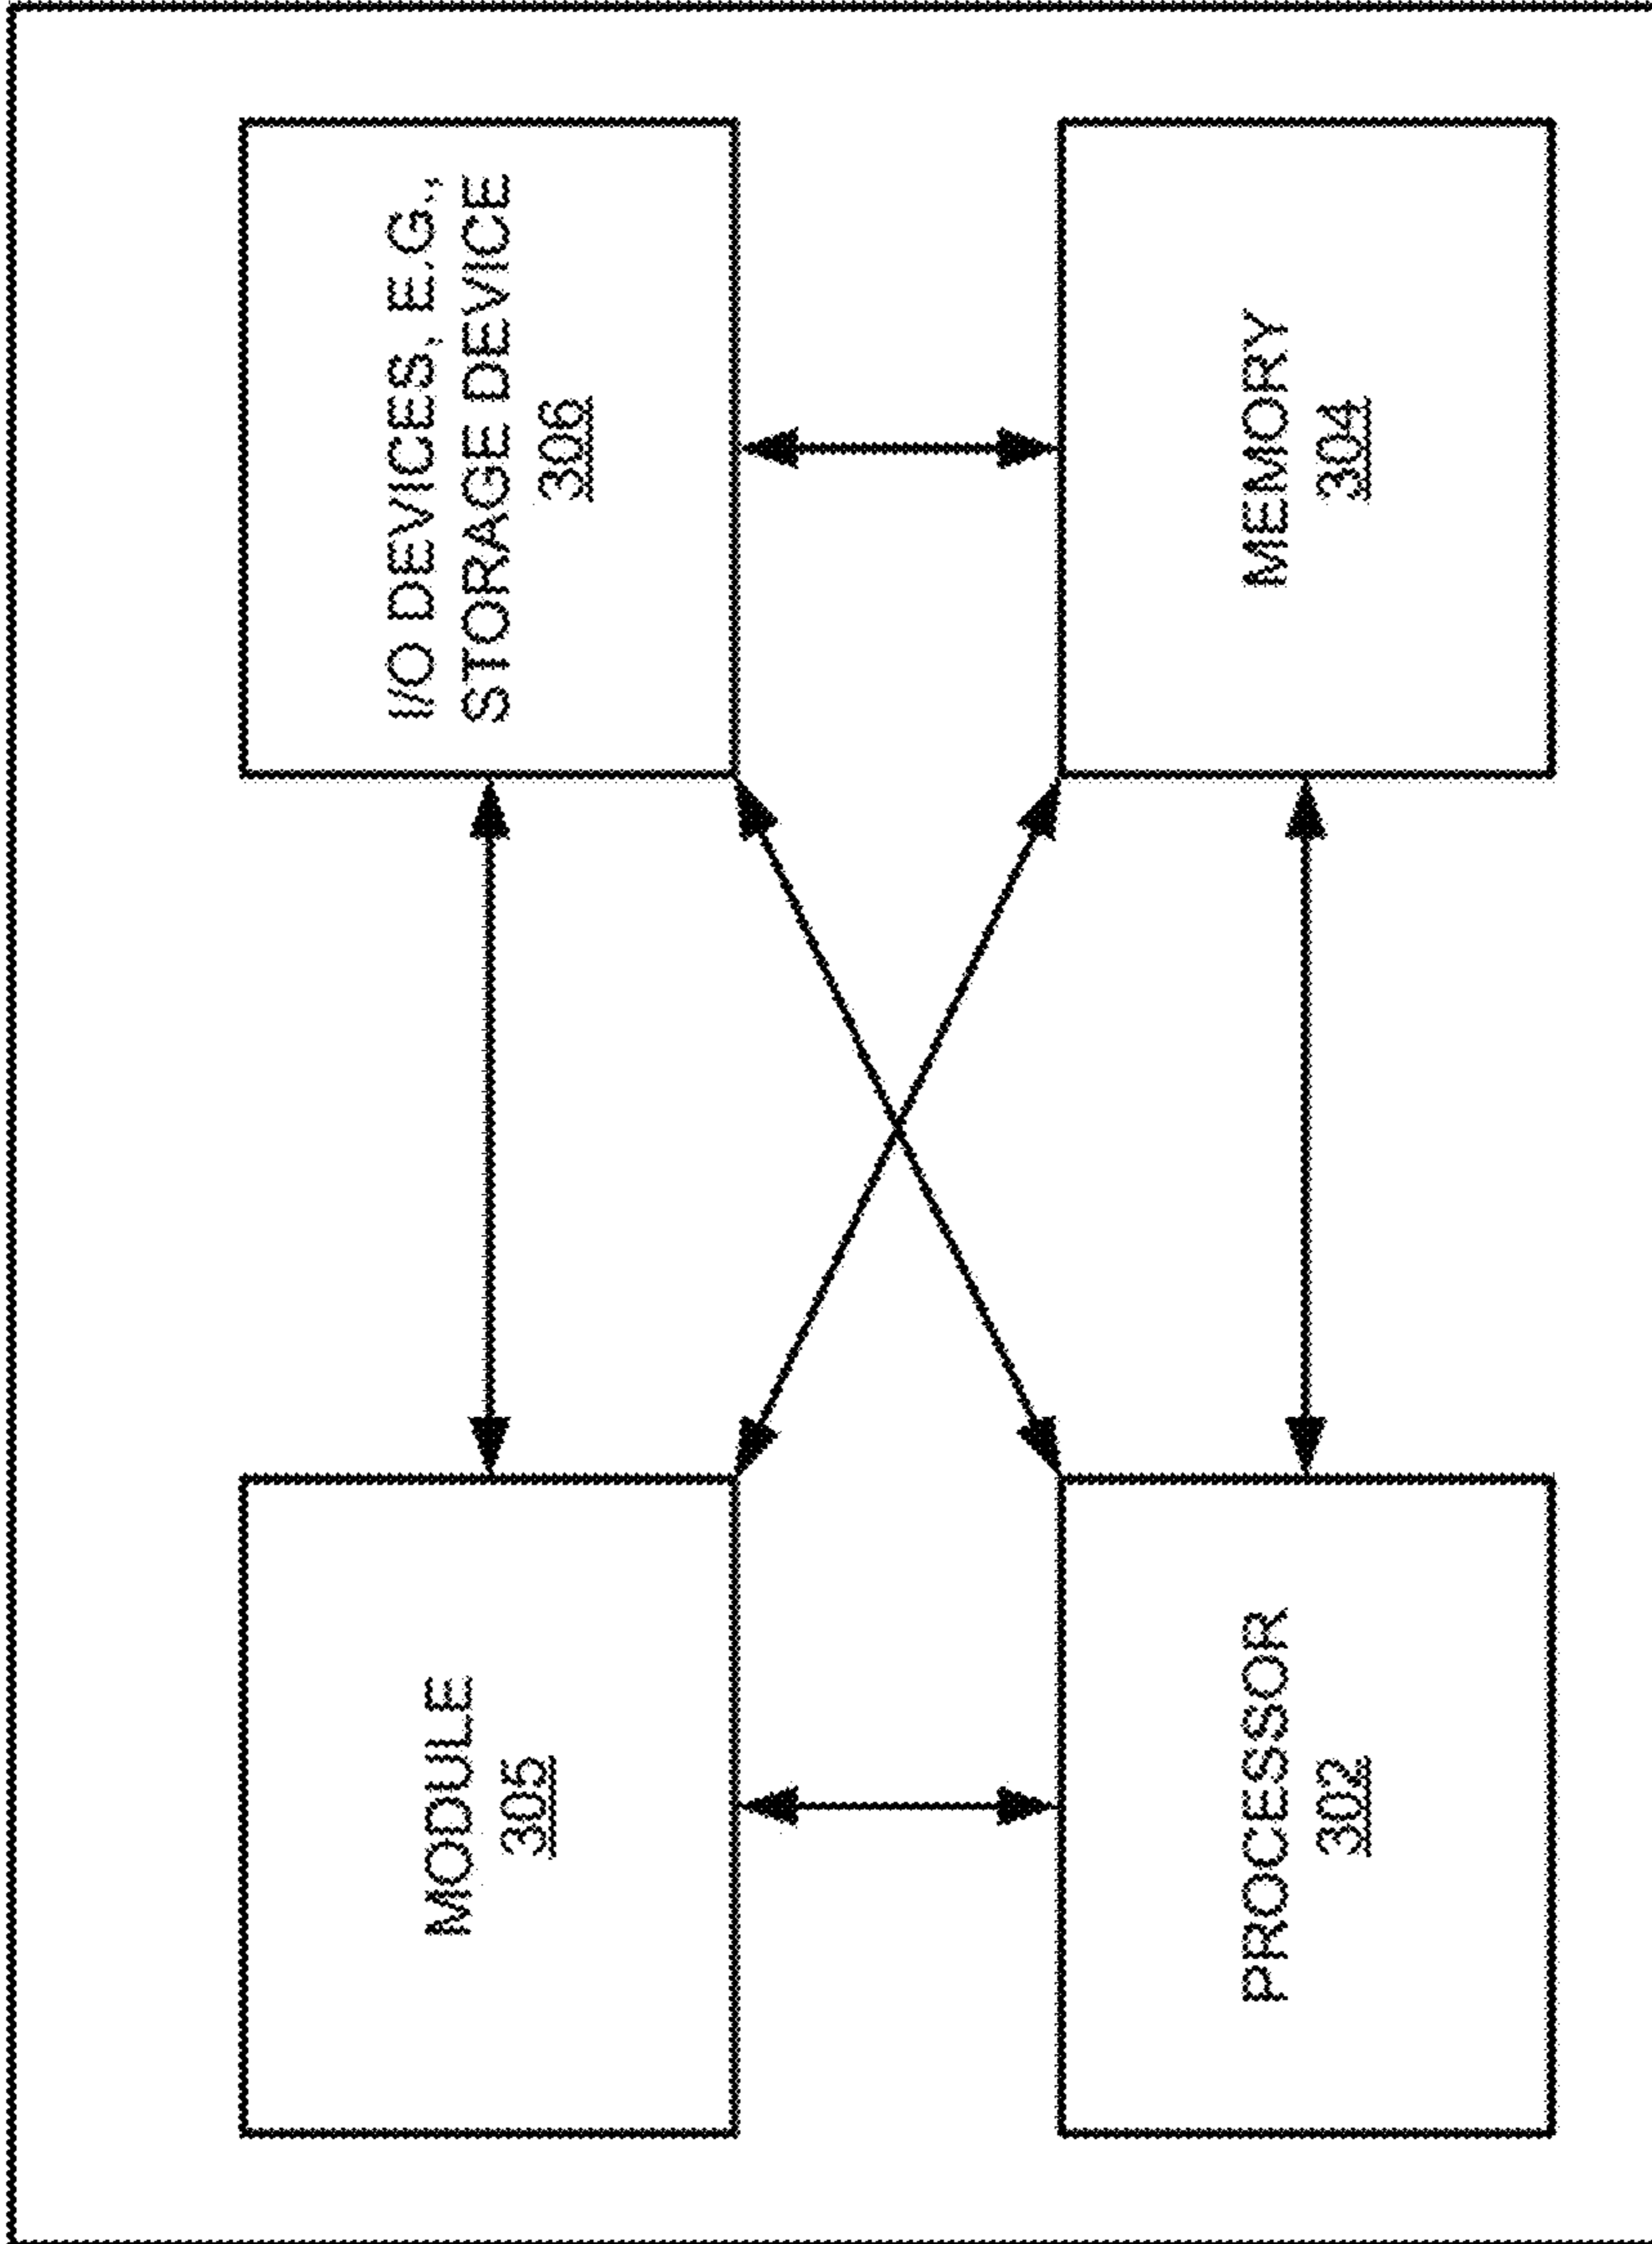 MODULE
305
I/O DEVICES, E.G.,
STORAGE DEVICE
306
PROCESSOR
302
MEMORY
304